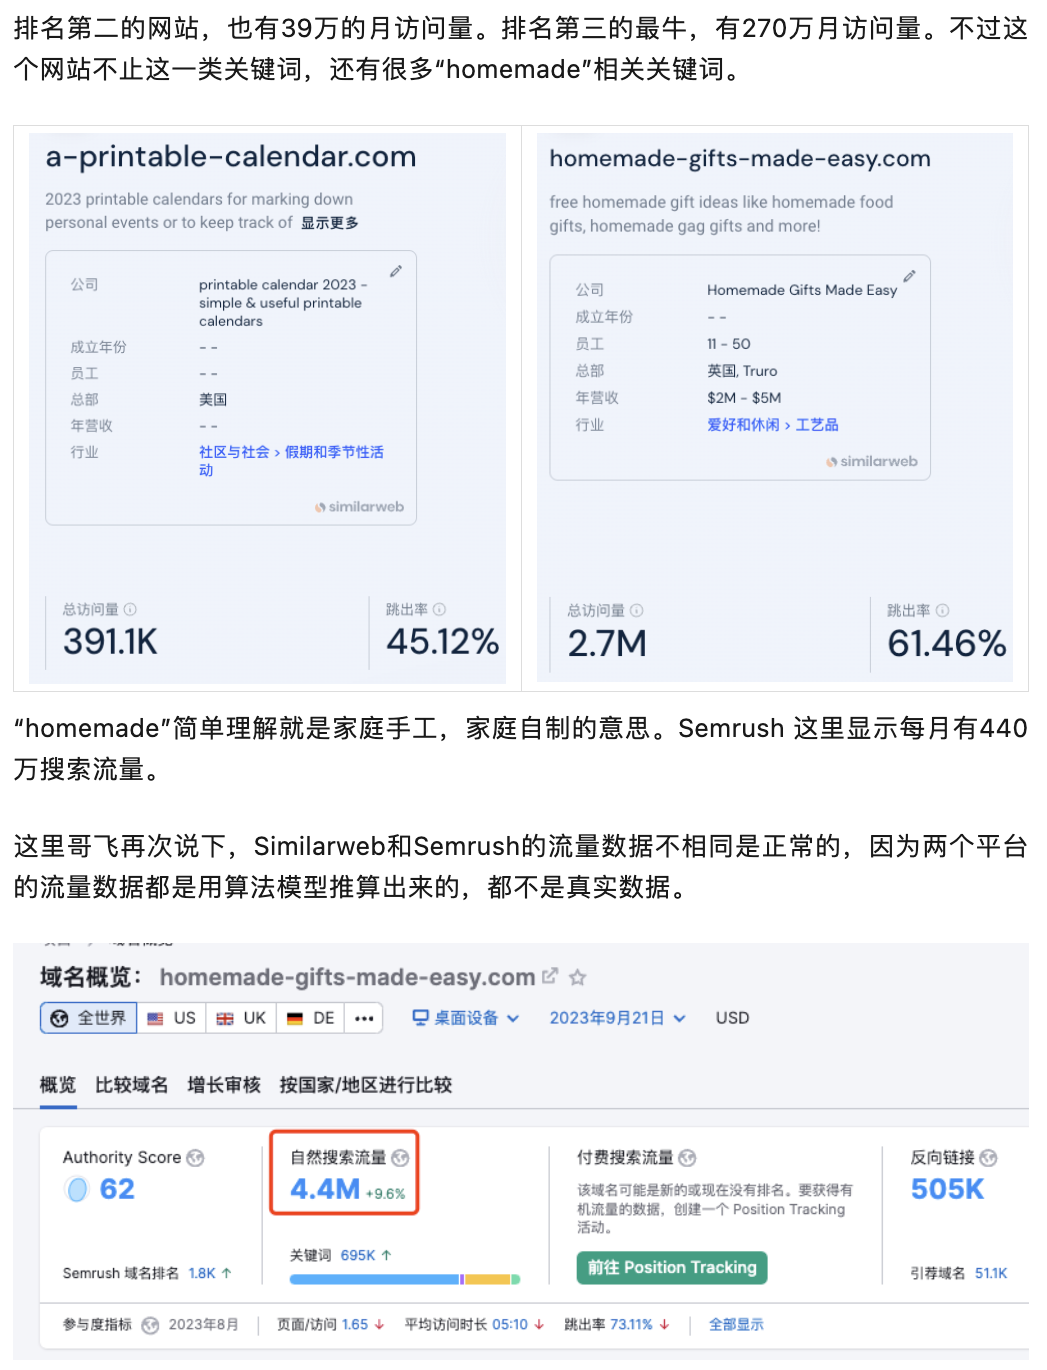 排名第二的网站，也有39万的月访问量。排名第三的最牛，有270万月访问量。不过这
个网站不止这一类关键词，还有很多“homemade”相关关键词。
a-printable-calendar.com
2023 printable calendars for marking down
personal events or to keep track of 显示更多
公司 printable calendar 2023 -
simple & useful printable
calendars
成立年份 - -
员工 - -
总部 美国
年营收 - -
行业 社区与社会 > 假期和季节性活
动
similarweb
总访问量
391.1K
跳出率
45.12%
homemade-gifts-made-easy.com
free homemade gift ideas like homemade food
gifts, homemade gag gifts and more!
公司 Homemade Gifts Made Easy
成立年份 - -
员工 11 - 50
总部 英国, Truro
年营收 $2M - $5M
行业 爱好和休闲 > 工艺品
similarweb
总访问量
2.7M
跳出率
61.46%
“homemade”简单理解就是家庭手工，家庭自制的意思。Semrush 这里显示每月有440
万搜索流量。
这里哥飞再次说下，Similarweb和Semrush的流量数据不相同是正常的，因为两个平台
的流量数据都是用算法模型推算出来的，都不是真实数据。
域名概览： homemade-gifts-made-easy.com
全世界 US UK DE ••• 桌面设备 2023年9月21日 USD
概览 比较域名 增长审核 按国家/地区进行比较
Authority Score
62
Semrush 域名排名 1.8K ↑
自然搜索流量
4.4M +9.6%
关键词 695K ↑
付费搜索流量
该域名可能是新的或现在没有排名。要获得有
机流量的数据，创建一个 Position Tracking
活动。
前往 Position Tracking
反向链接
505K
引荐域名 51.1K
参与度指标 2023年8月 页面/访问 1.65 ↓ 平均访问时长 05:10 ↓ 跳出率 73.11% ↓ 全部显示